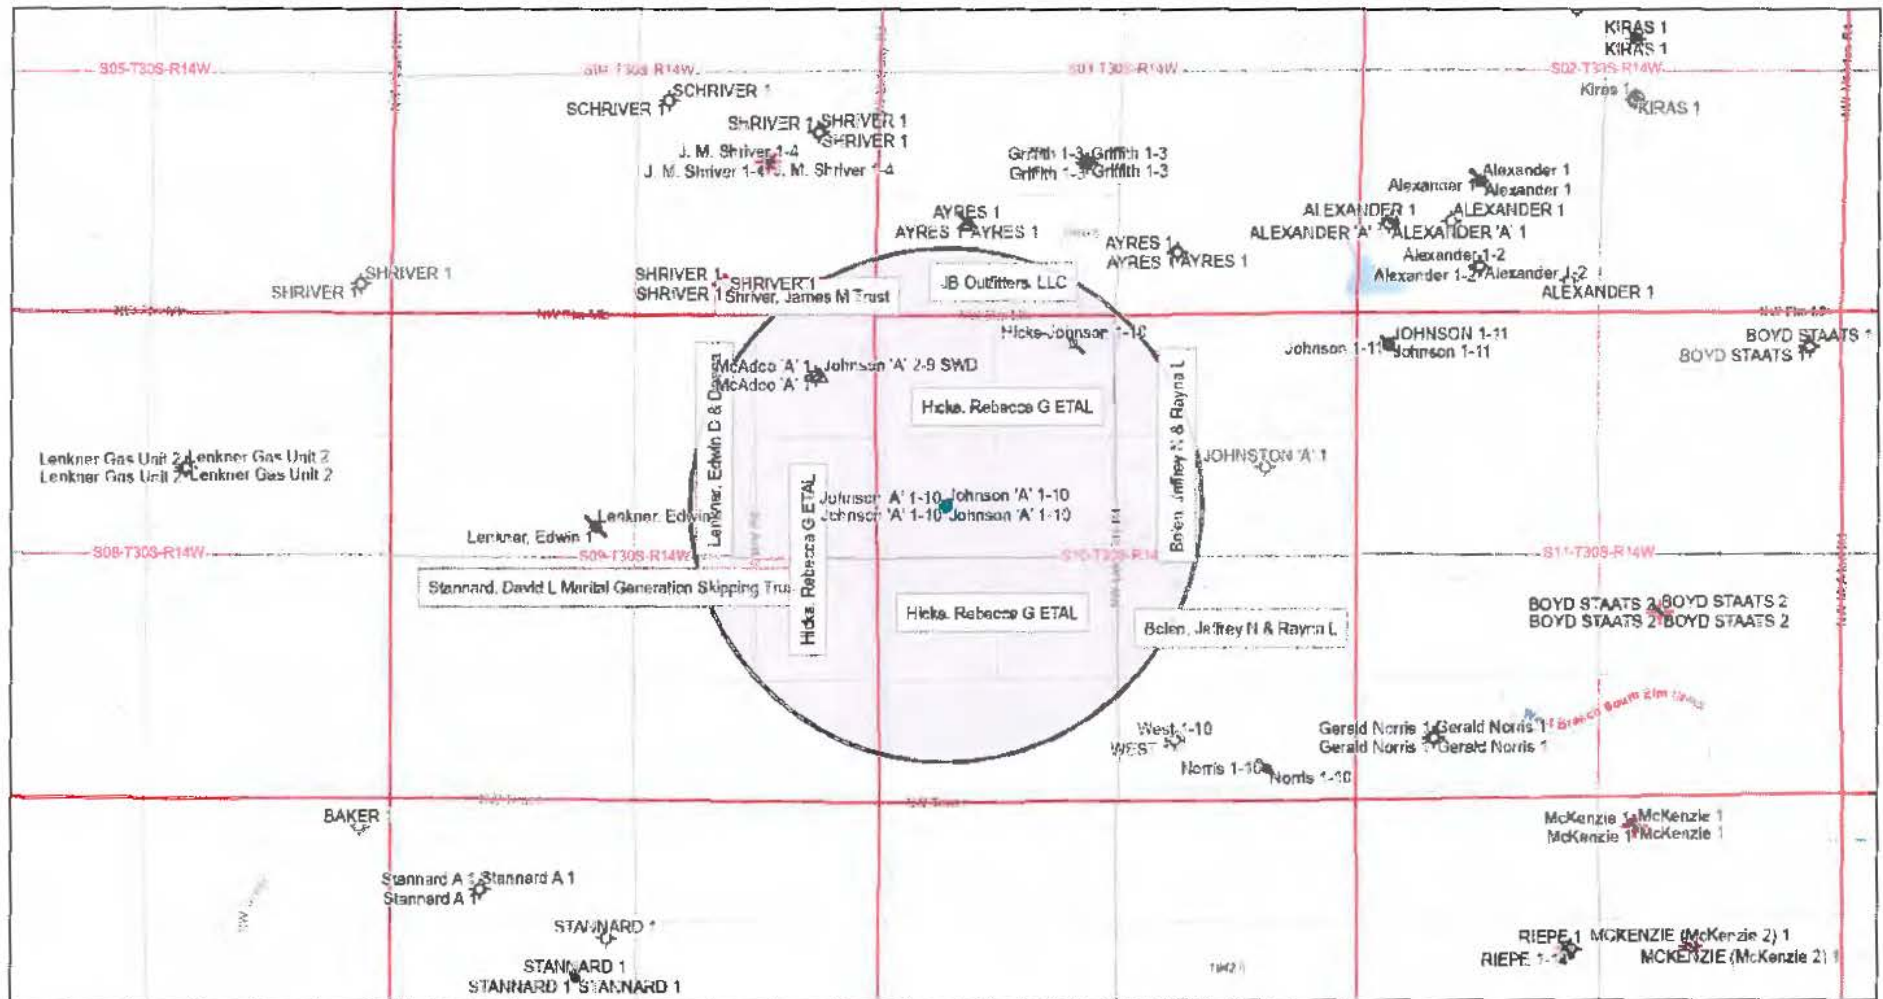 KIRAS 1
KIRAS 1
S05-T30S-R14W
S04-T30S-R14W
S03-T30S-R14W
S02-T30S-R14W
SCHRIVER 1
SCHRIVER 1
Kiras 1
KIRAS 1
SHRIVER 1 SHRIVER 1
SHRIVER 1
J. M. Shriver 1-4
J. M. Shriver 1-4 J. M. Shriver 1-4
Griffith 1-3 Griffith 1-3
Griffith 1-3 Griffith 1-3
Alexander 1
Alexander 1 Alexander 1
AYRES 1
AYRES 1 AYRES 1
ALEXANDER 1 ALEXANDER 1
ALEXANDER 'A' ALEXANDER 'A' 1
AYRES 1
AYRES 1 AYRES 1
Alexander 1-2
Alexander 1-2 Alexander 1-2
ALEXANDER 1
SHRIVER 1
SHRIVER 1
SHRIVER 1 SHRIVER 1
SHRIVER 1
Shriver, James M Trust
JB Outfitters, LLC
Hicks-Johnson 1-10
JOHNSON 1-11
Johnson 1-11 Johnson 1-11
BOYD STAATS 1
BOYD STAATS 1
McAdoo 'A' 1 Johnson 'A' 2-9 SWD
McAdoo 'A' 1
Lenkner, Edwin D &
Hicks, Rebecca G ETAL
Bolen, Jeffrey N & Rayna L
JOHNSTON 'A' 1
Lenkner Gas Unit 2 Lenkner Gas Unit 2
Lenkner Gas Unit 2 Lenkner Gas Unit 2
Hicks, Rebecca G ETAL
Johnson 'A' 1-10 Johnson 'A' 1-10
Johnson 'A' 1-10 Johnson 'A' 1-10
Lenkner, Edwin
Lenkner, Edwin 1
S08-T30S-R14W
S09-T30S-R14W
S10-T30S-R14
S11-T30S-R14W
Stannard, David L Marital Generation Skipping Trus
Hicks, Rebecca G ETAL
Bolen, Jeffrey N & Rayna L
BOYD STAATS 2 BOYD STAATS 2
BOYD STAATS 2 BOYD STAATS 2
West Branch South Elm
West 1-10
WEST
Norris 1-10 Norris 1-10
Gerald Norris 1 Gerald Norris 1
Gerald Norris 1 Gerald Norris 1
BAKER
McKenzie 1 McKenzie 1
McKenzie 1 McKenzie 1
Stannard A 1 Stannard A 1
Stannard A 1
STANNARD 1
STANNARD 1
STANNARD 1 STANNARD 1
RIEPE 1 MCKENZIE (McKenzie 2) 1
RIEPE 1-14 MCKENZIE (McKenzie 2) 1